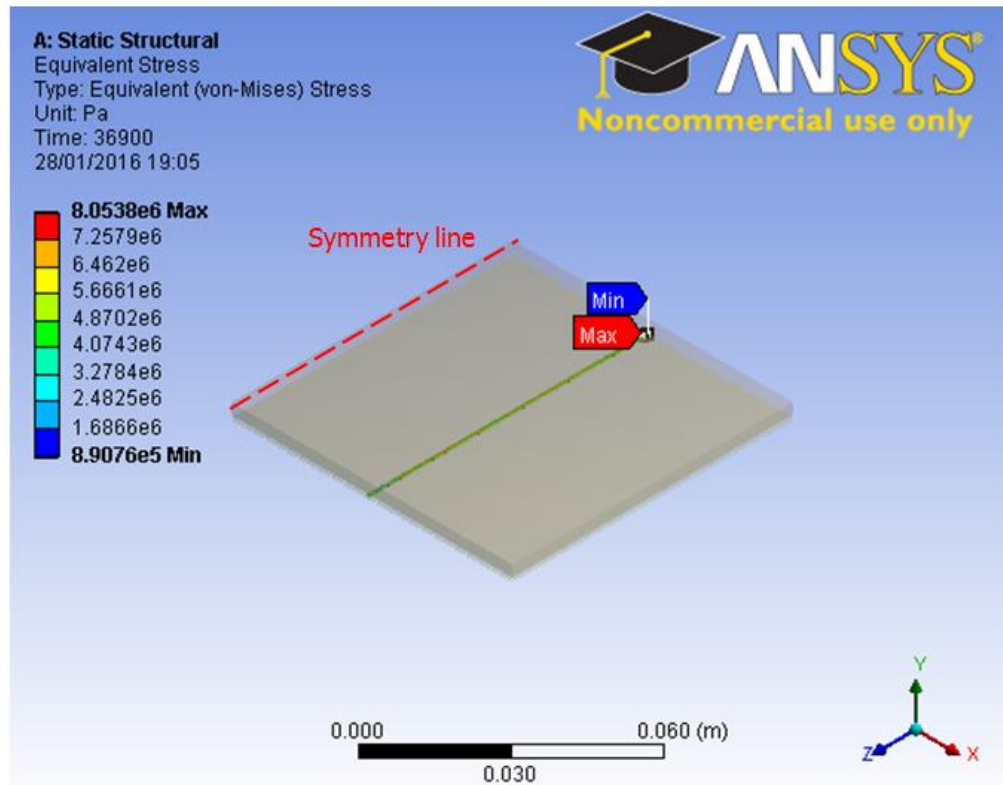 A: Static Structural
Equivalent Stress
Type: Equivalent (von-Mises) Stress
Unit: Pa
Time: 36900
28/01/2016 19:05
ANSYS®
Noncommercial use only
8.0538e6 Max
7.2579e6
6.462e6
5.6661e6
4.8702e6
4.0743e6
3.2784e6
2.4825e6
1.6866e6
8.9076e5 Min
Symmetry line
Min
Max
0.000
0.060 (m)
0.030
Y
Z
X